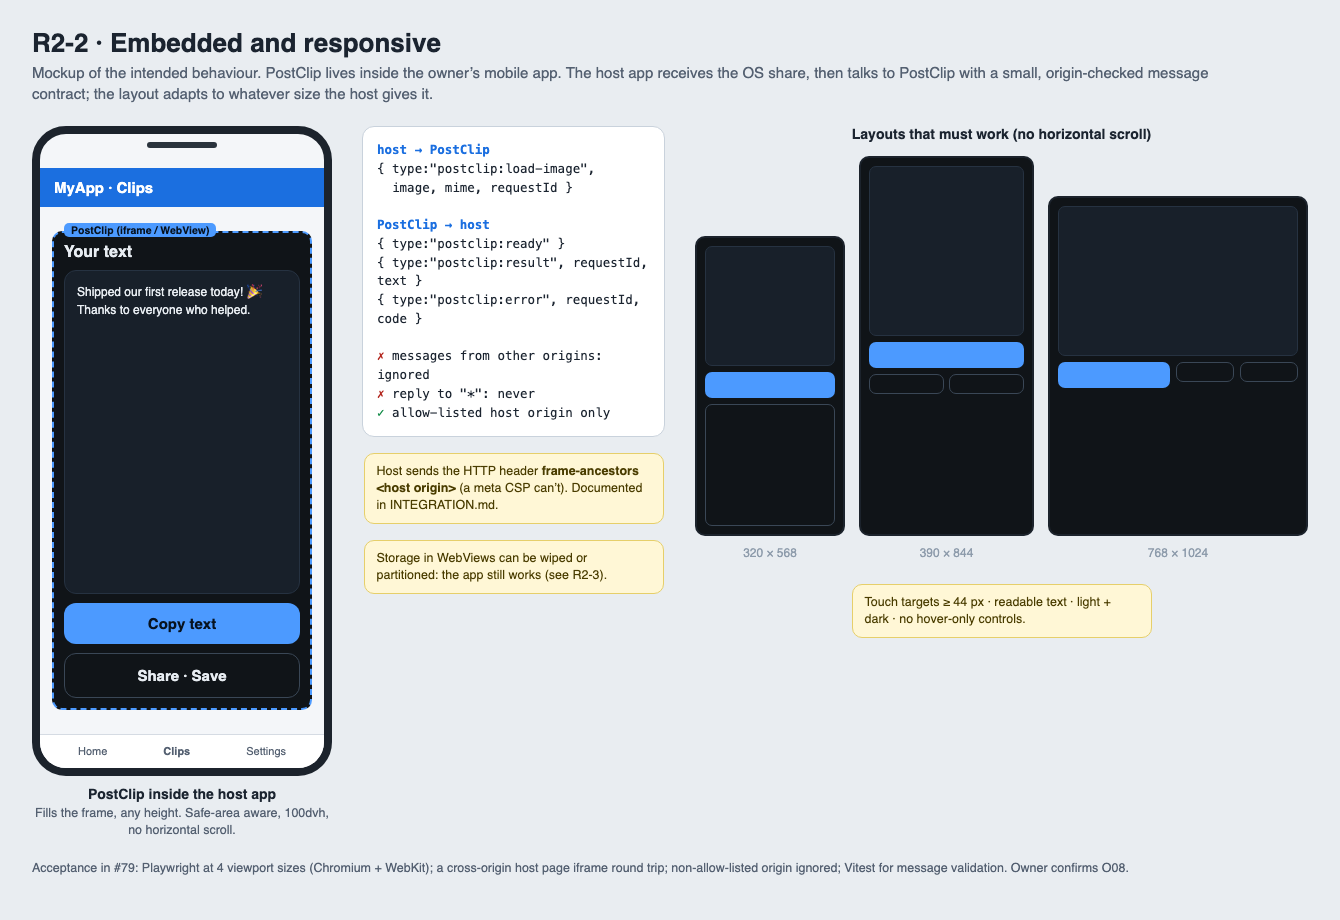 R2-2 · Embedded and responsive
Mockup of the intended behaviour. PostClip lives inside the owner’s mobile app. The host app receives the OS share, then talks to PostClip with a small, origin-checked message
contract; the layout adapts to whatever size the host gives it.
MyApp · Clips
PostClip (iframe / WebView)
Your text
Shipped our first release today! 🎉
Thanks to everyone who helped.
Copy text
Share · Save
Home
Clips
Settings
PostClip inside the host app
Fills the frame, any height. Safe-area aware, 100dvh,
no horizontal scroll.
host → PostClip
{ type:"postclip:load-image",
image, mime, requestId }
PostClip → host
{ type:"postclip:ready" }
{ type:"postclip:result", requestId,
text }
{ type:"postclip:error", requestId,
code }
✗ messages from other origins:
ignored
✗ reply to "*": never
✓ allow-listed host origin only
Host sends the HTTP header frame-ancestors
<host origin> (a meta CSP can’t). Documented
in INTEGRATION.md.
Storage in WebViews can be wiped or
partitioned: the app still works (see R2-3).
Layouts that must work (no horizontal scroll)
320 × 568
390 × 844
768 × 1024
Touch targets ≥ 44 px · readable text · light +
dark · no hover-only controls.
Acceptance in #79: Playwright at 4 viewport sizes (Chromium + WebKit); a cross-origin host page iframe round trip; non-allow-listed origin ignored; Vitest for message validation. Owner confirms O08.